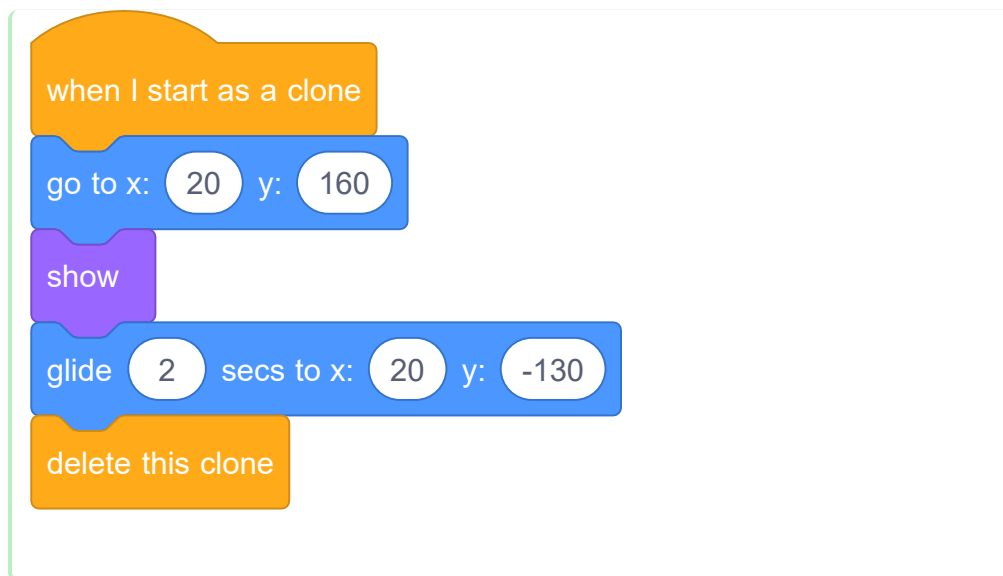 when I start as a clone
go to x: 20 y: 160
show
glide 2 secs to x: 20 y: -130
delete this clone